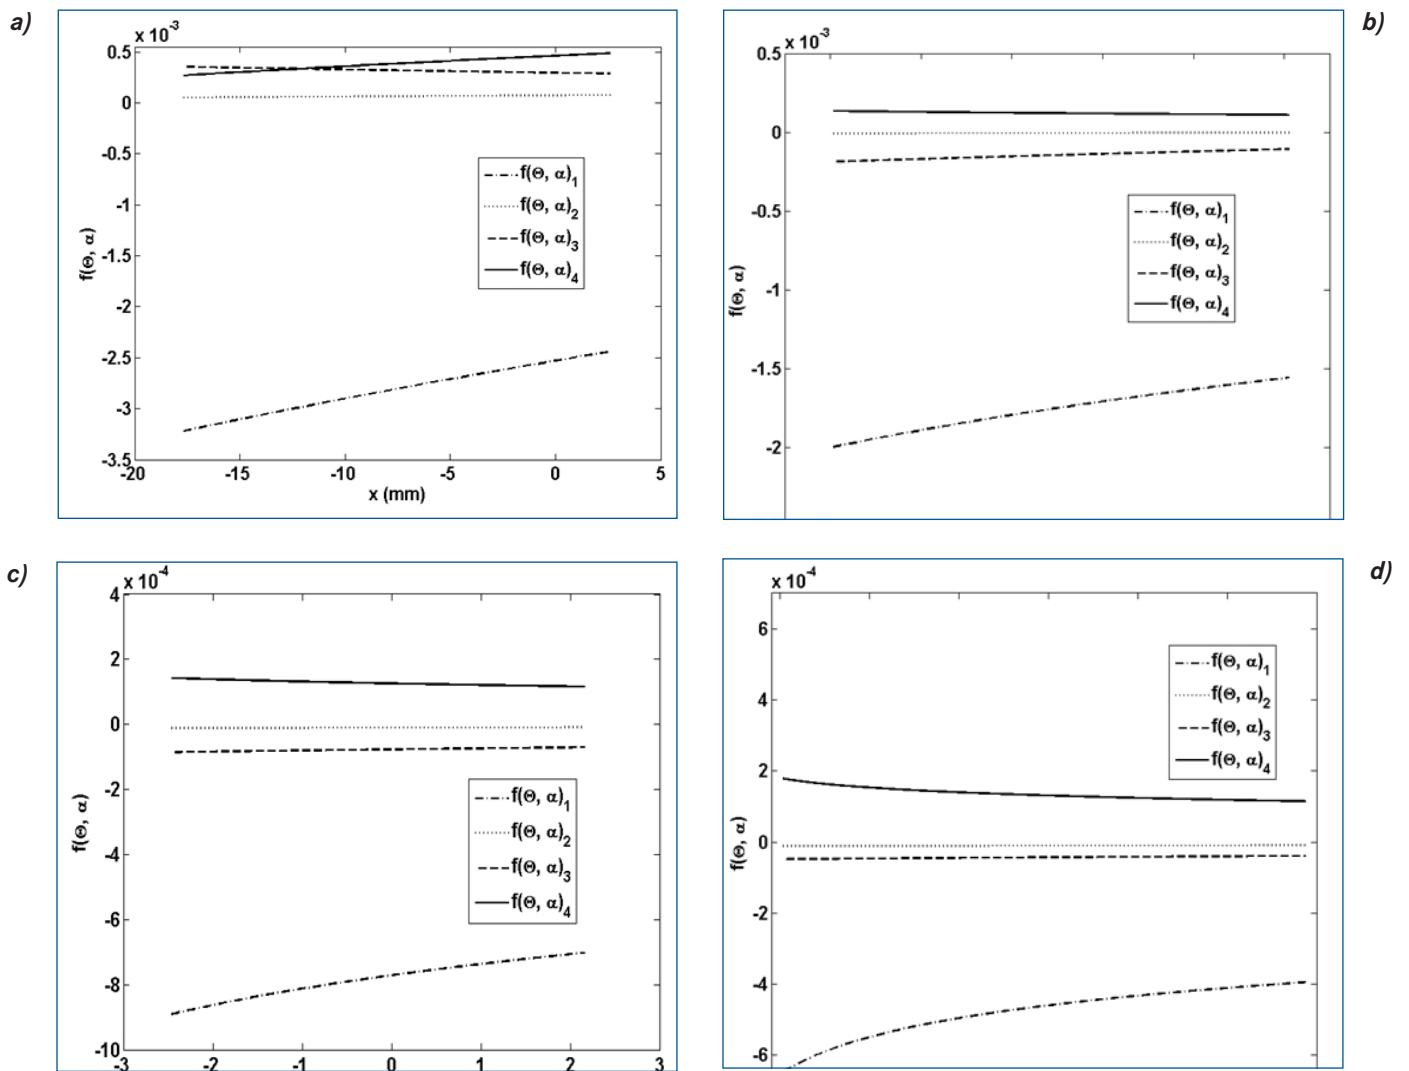 a)
x 10-3
0.5
0
-0.5
-1
-1.5
-2
-2.5
-3
-3.5
-20 -15 -10 -5 0 5
x (mm)
f(Θ, α)
f(Θ, α)1
f(Θ, α)2
f(Θ, α)3
f(Θ, α)4
b)
x 10-3
0.5
0
-0.5
-1
-1.5
-2
f(Θ, α)
f(Θ, α)1
f(Θ, α)2
f(Θ, α)3
f(Θ, α)4
c)
x 10-4
4
2
0
-2
-4
-6
-8
-10
-3 -2 -1 0 1 2 3
f(Θ, α)
f(Θ, α)1
f(Θ, α)2
f(Θ, α)3
f(Θ, α)4
d)
x 10-4
6
4
2
0
-2
-4
-6
f(Θ, α)
f(Θ, α)1
f(Θ, α)2
f(Θ, α)3
f(Θ, α)4